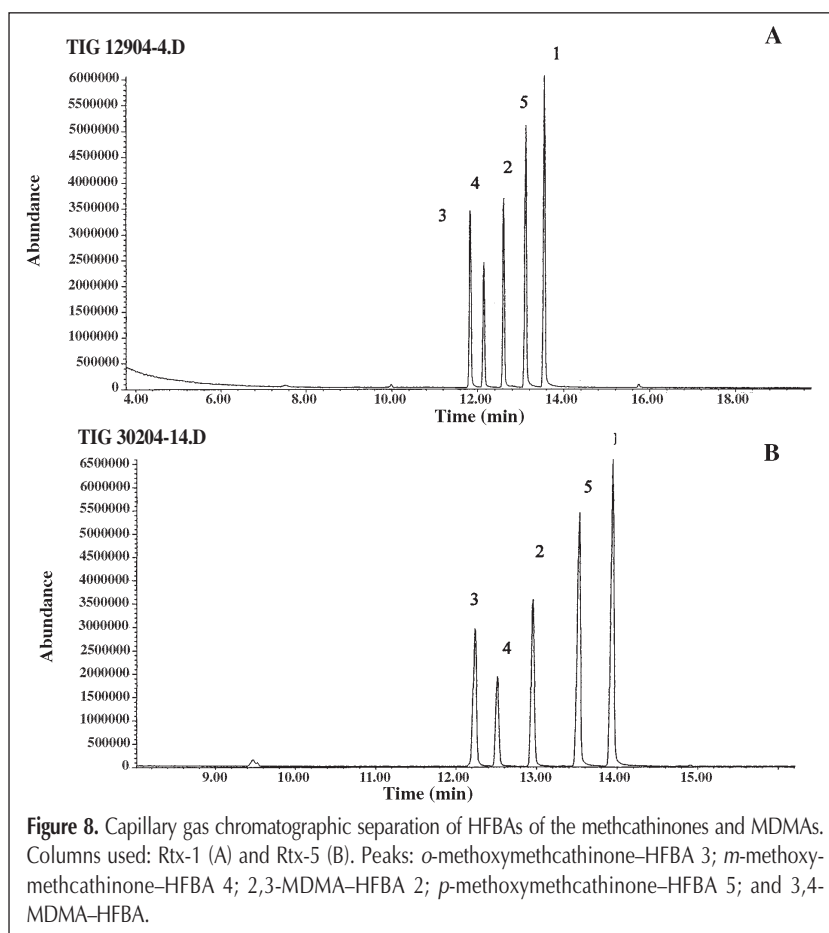 TIG 12904-4.D
A
1
5
2
4
3
6000000
5500000
5000000
4500000
4000000
3500000
3000000
2500000
2000000
1500000
1000000
500000
0
Abundance
4.00 6.00 8.00 10.00 12.00 14.00 16.00 18.00
Time (min)
TIG 30204-14.D
B
1
5
2
3
4
6500000
6000000
5500000
5000000
4500000
4000000
3500000
3000000
2500000
2000000
1500000
1000000
500000
0
Abundance
9.00 10.00 11.00 12.00 13.00 14.00 15.00
Time (min)
Figure 8. Capillary gas chromatographic separation of HFBAs of the methcathinones and MDMAs.
Columns used: Rtx-1 (A) and Rtx-5 (B). Peaks: o-methoxymethcathinone–HFBA 3; m-methoxy-
methcathinone–HFBA 4; 2,3-MDMA–HFBA 2; p-methoxymethcathinone–HFBA 5; and 3,4-
MDMA–HFBA.